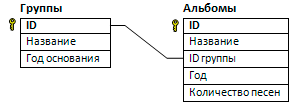 Группы
ID
Название
Год основания
Альбомы
ID
Название
ID группы
Год
Количество песен